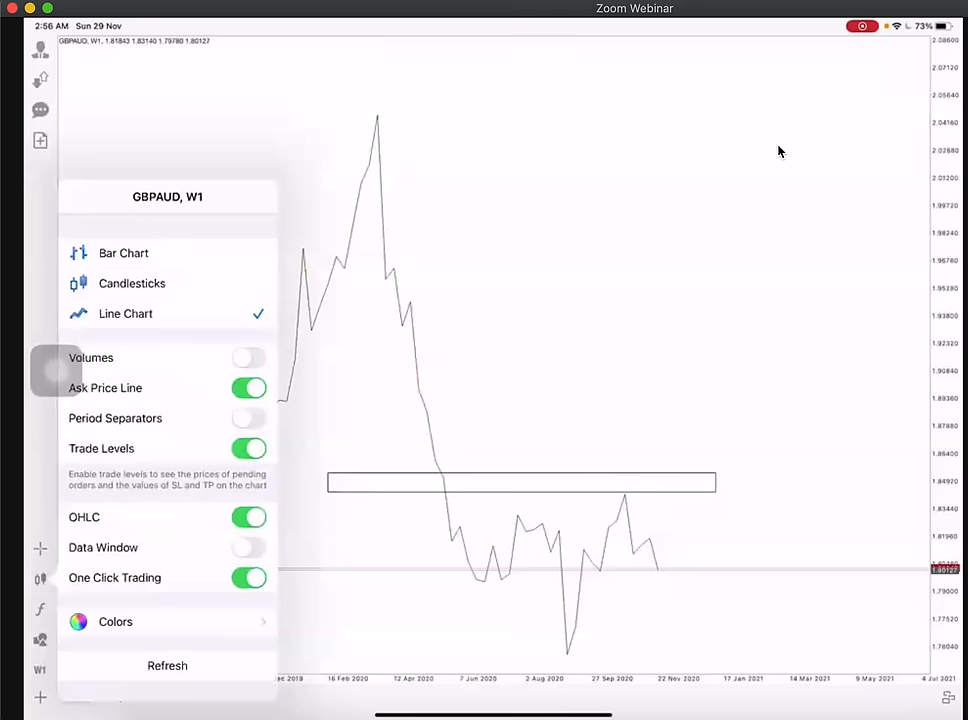 Zoom Webinar
2:56 AM Sun 29 Nov
73%
GBPAUD, W1, 1.81843 1.83140 1.79780 1.80127
GBPAUD, W1
Bar Chart
Candlesticks
Line Chart
Volumes
Ask Price Line
Period Separators
Trade Levels
Enable trade levels to see the prices of pending
orders and the values of SL and TP on the chart
OHLC
Data Window
One Click Trading
Colors
Refresh
W1
2.08600
2.07120
2.05640
2.04160
2.02680
2.01200
1.99720
1.98240
1.96760
1.95280
1.93800
1.92320
1.90840
1.89360
1.87880
1.86400
1.84920
1.83440
1.81960
1.80127
1.79000
1.77520
1.76040
2019 16 Feb 2020 12 Apr 2020 7 Jun 2020 2 Aug 2020 27 Sep 2020 22 Nov 2020 17 Jan 2021 14 Mar 2021 9 May 2021 4 Jul 2021